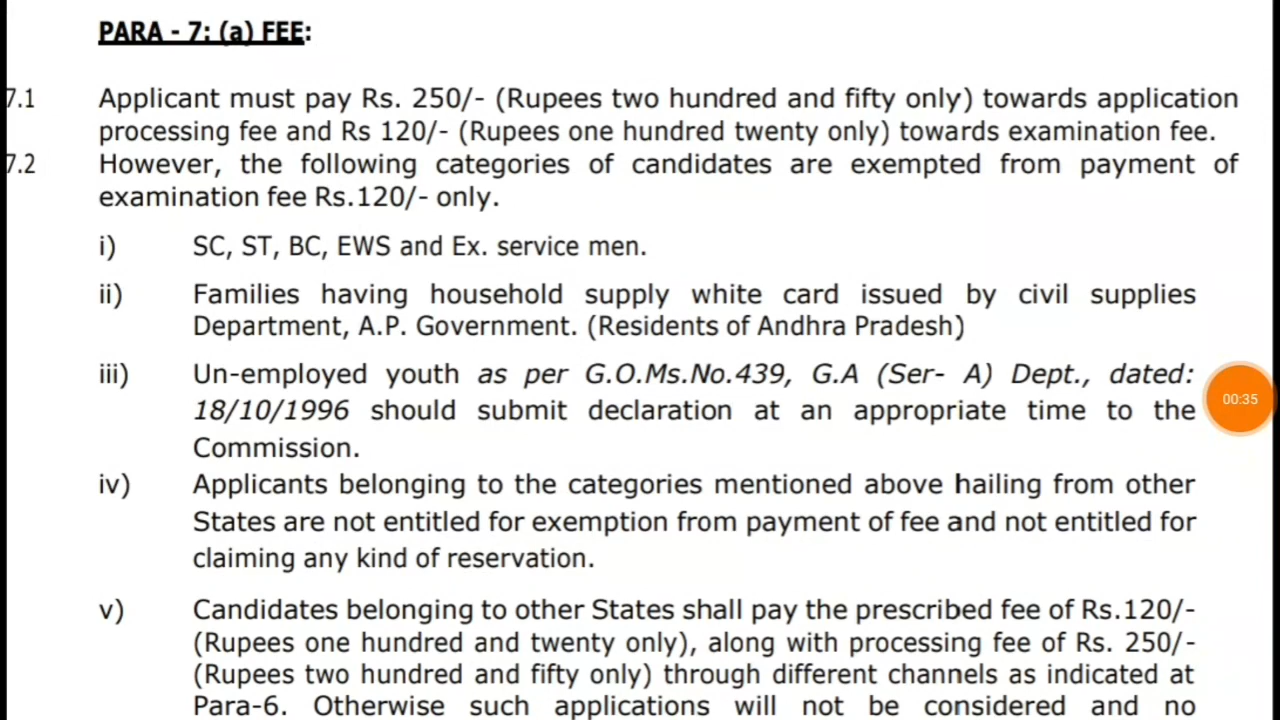 PARA - 7: (a) FEE:
7.1 Applicant must pay Rs. 250/- (Rupees two hundred and fifty only) towards application
processing fee and Rs 120/- (Rupees one hundred twenty only) towards examination fee.
7.2 However, the following categories of candidates are exempted from payment of
examination fee Rs.120/- only.
i) SC, ST, BC, EWS and Ex. service men.
ii) Families having household supply white card issued by civil supplies
Department, A.P. Government. (Residents of Andhra Pradesh)
iii) Un-employed youth as per G.O.Ms.No.439, G.A (Ser- A) Dept., dated:
18/10/1996 should submit declaration at an appropriate time to the
Commission.
00:35
iv) Applicants belonging to the categories mentioned above hailing from other
States are not entitled for exemption from payment of fee and not entitled for
claiming any kind of reservation.
v) Candidates belonging to other States shall pay the prescribed fee of Rs.120/-
(Rupees one hundred and twenty only), along with processing fee of Rs. 250/-
(Rupees two hundred and fifty only) through different channels as indicated at
Para-6. Otherwise such applications will not be considered and no